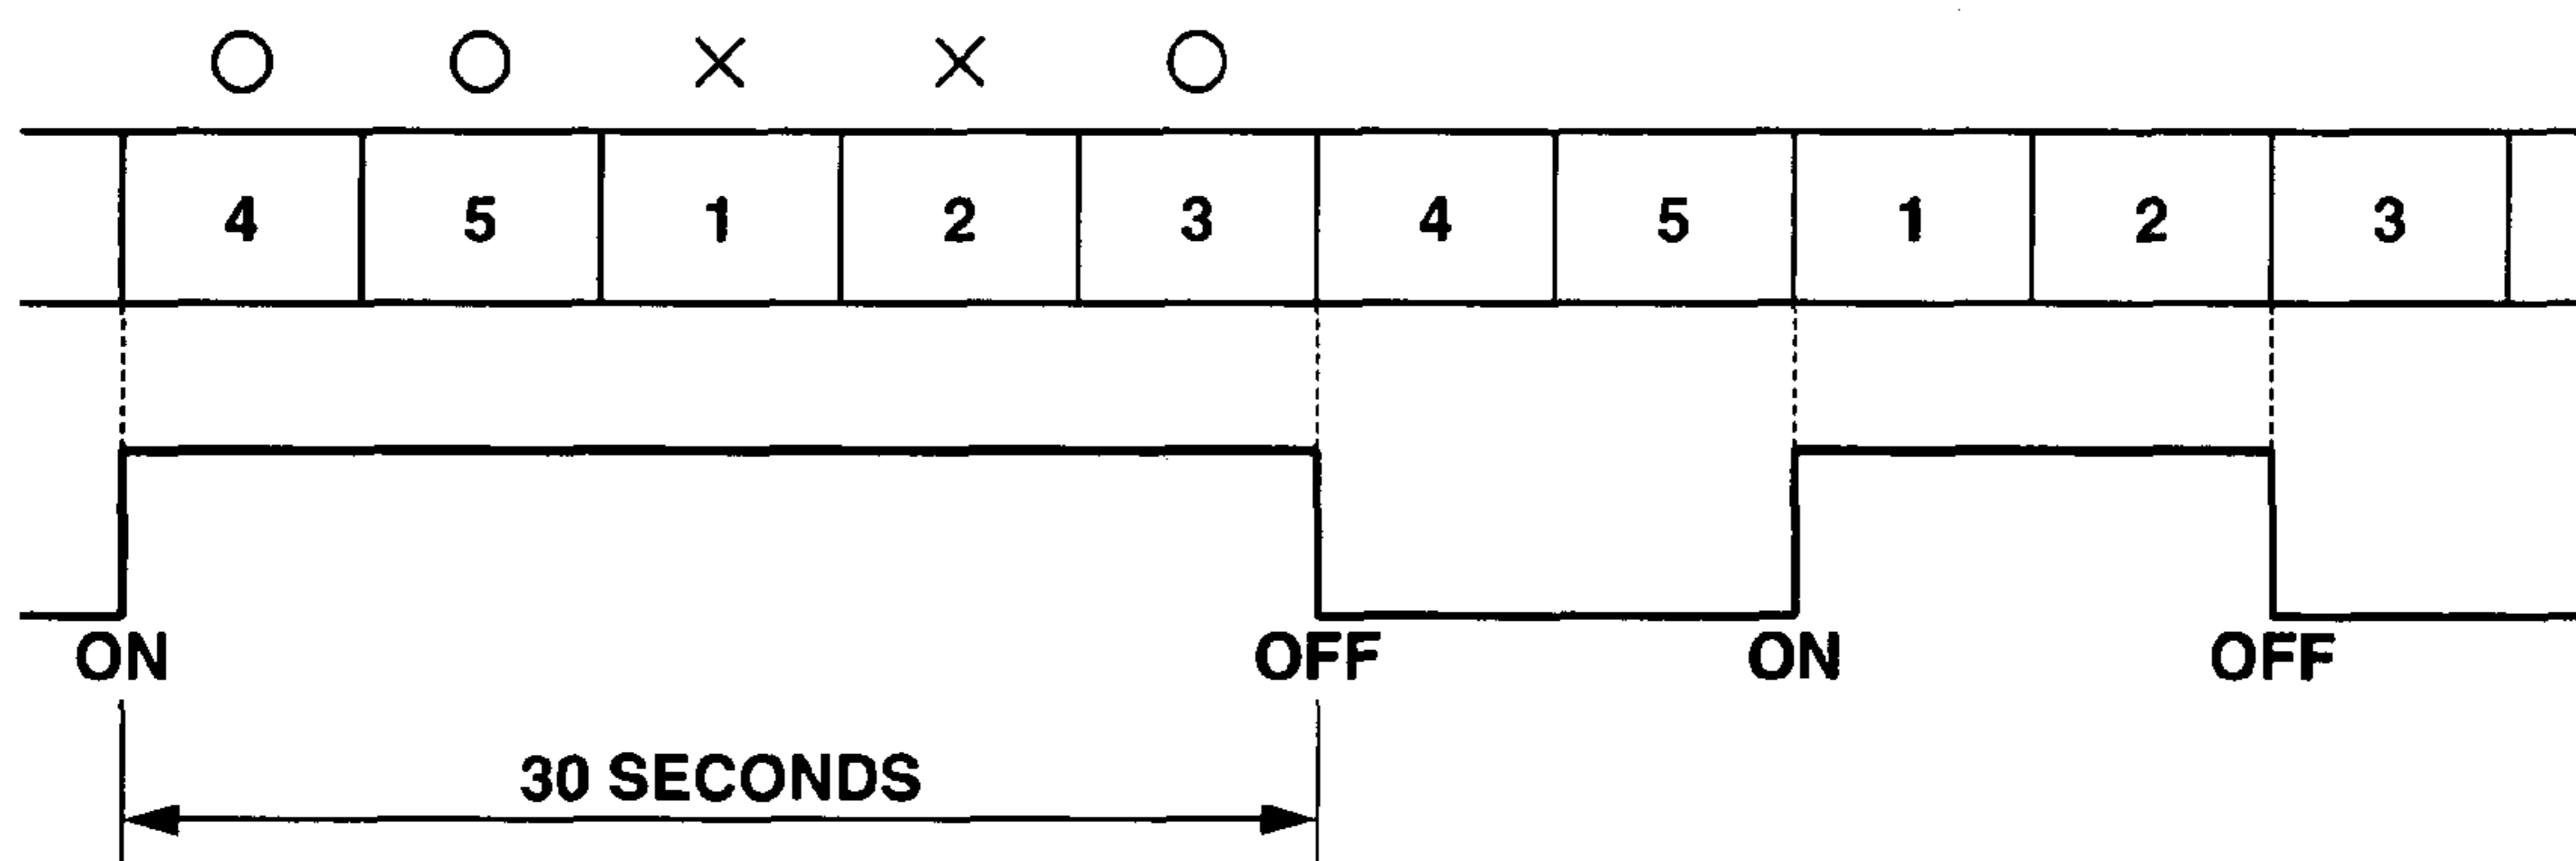 ○ ○ × × ○
4 5 1 2 3 4 5 1 2 3
ON OFF ON OFF
30 SECONDS